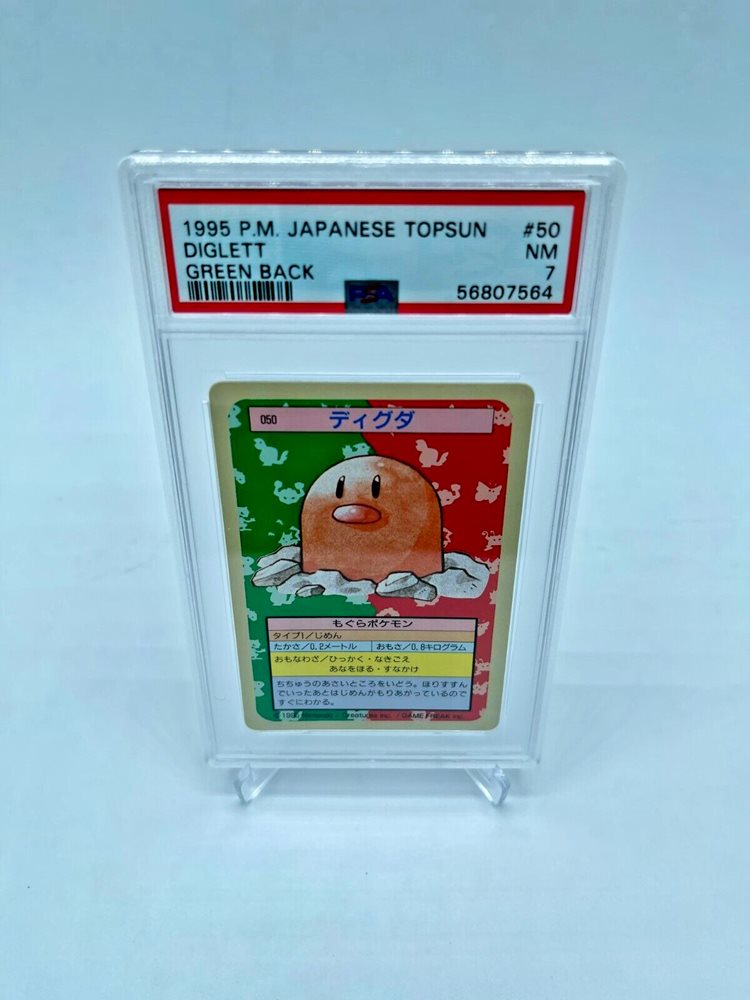 1995 P.M. JAPANESE TOPSUN #50
DIGLETT NM
GREEN BACK 7
PSA 56807564
050 ディグダ
もぐらポケモン
タイプ1/じめん
たかさ/0.2メートル おもさ/0.8キログラム
おもなわざ/ひっかく・なきごえ
あなをほる・すなかけ
ちちゅうのあさいところをいどう。ほりすすん
でいったあとはじめんがもりあがっているので
すぐにわかる。
© 1995 Nintendo・Creatures inc. / GAME FREAK inc.